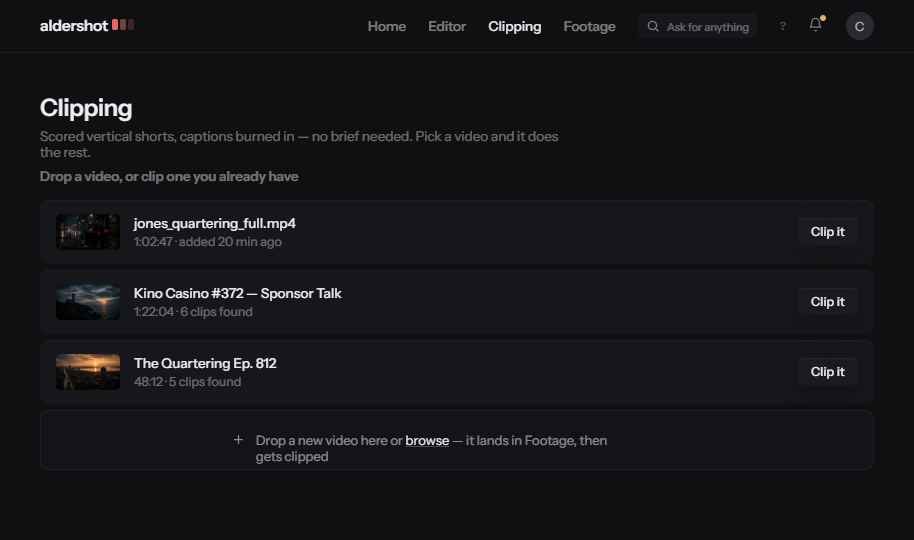 aldershot
Home Editor Clipping Footage Ask for anything ? C
Clipping
Scored vertical shorts, captions burned in — no brief needed. Pick a video and it does
the rest.
Drop a video, or clip one you already have
jones_quartering_full.mp4
1:02:47 · added 20 min ago
Clip it
Kino Casino #372 — Sponsor Talk
1:22:04 · 6 clips found
Clip it
The Quartering Ep. 812
48:12 · 5 clips found
Clip it
+ Drop a new video here or browse — it lands in Footage, then
gets clipped